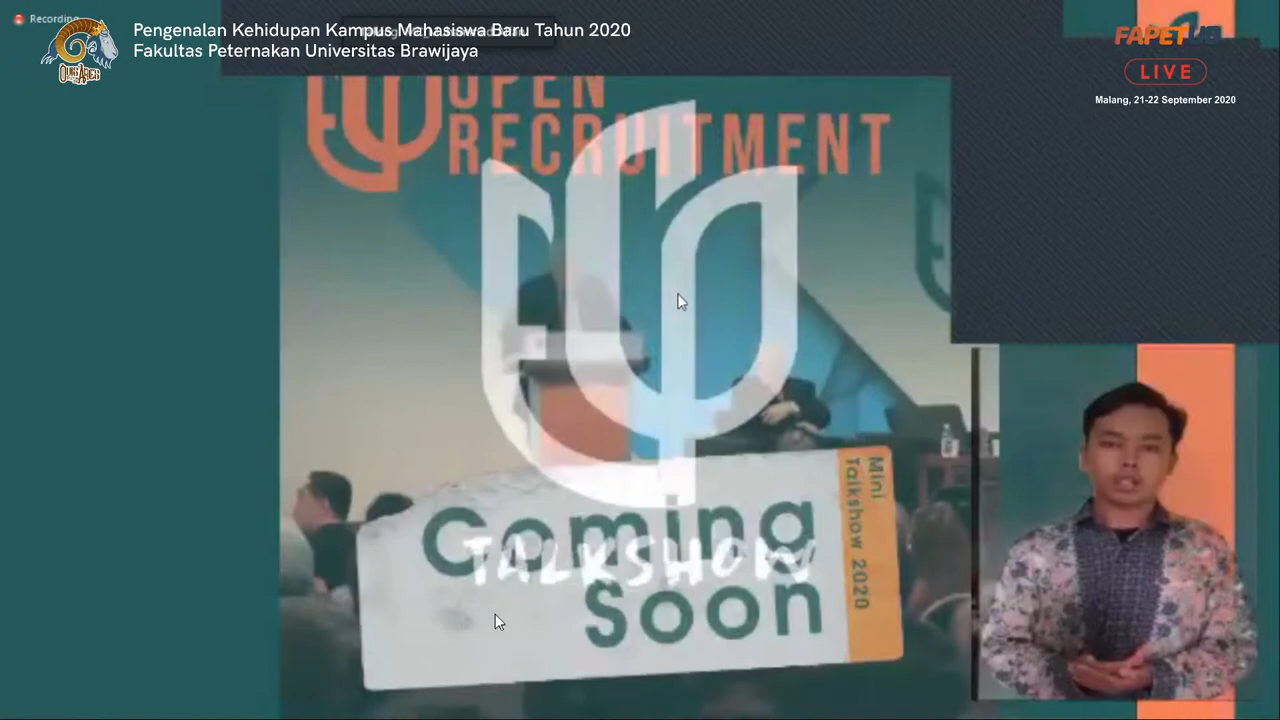 Recording
Pengenalan Kehidupan Kampus Mahasiswa Baru Tahun 2020
Fakultas Peternakan Universitas Brawijaya
FAPET UB
LIVE
Malang, 21-22 September 2020
OPEN
RECRUITMENT
Coming
Soon
TALKSHOW
Mini
Talkshow 2020